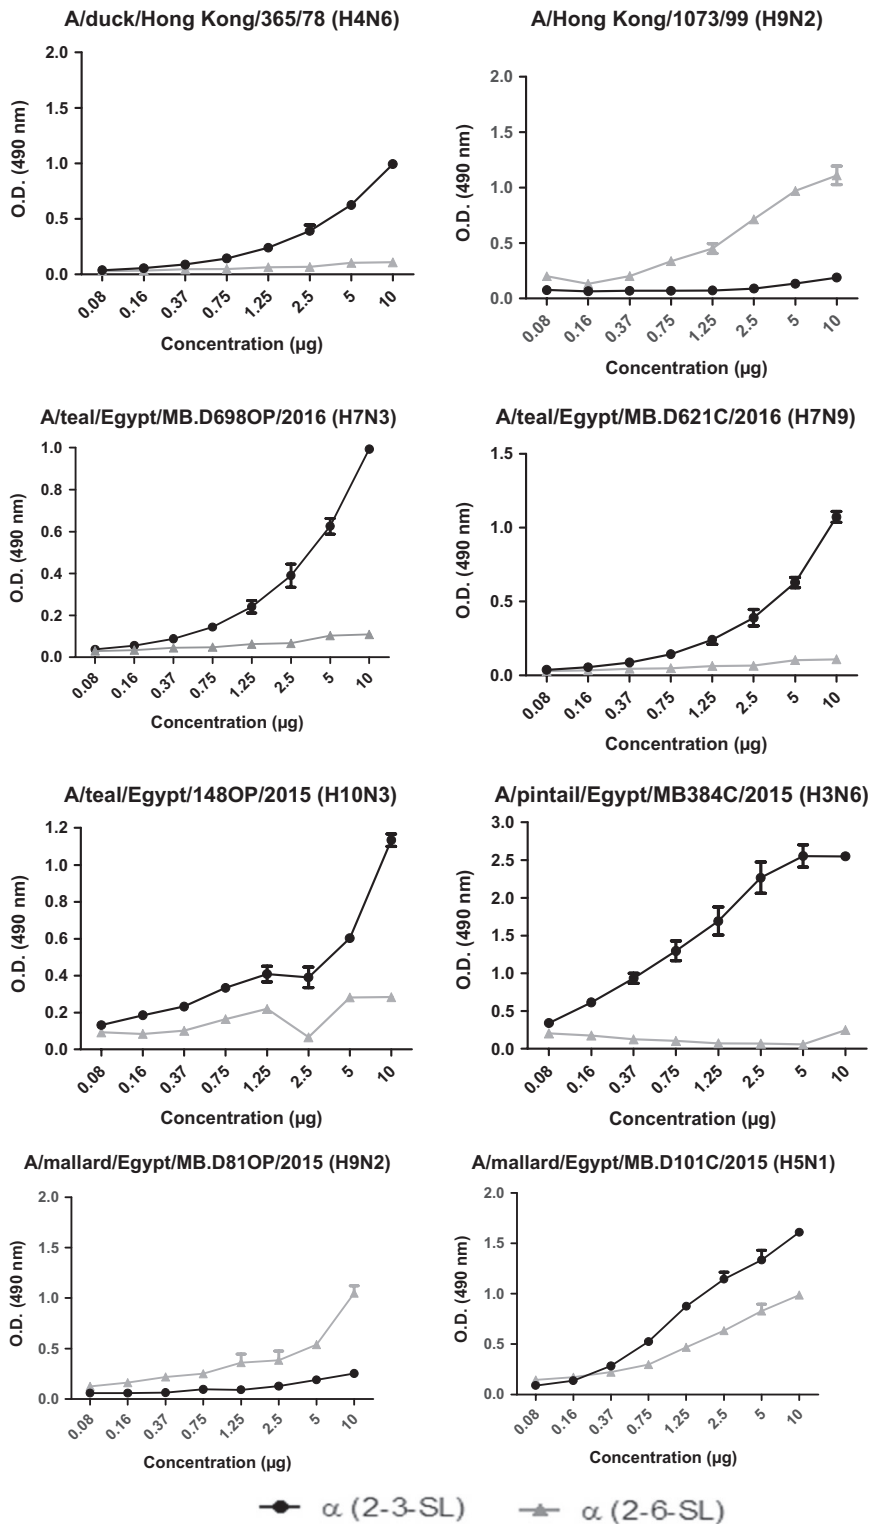 A/duck/Hong Kong/365/78 (H4N6)
2.0
1.5
1.0
0.5
0.0
O.D. (490 nm)
0.08 0.16 0.37 0.75 1.25 2.5 5 10
Concentration (µg)
A/Hong Kong/1073/99 (H9N2)
2.0
1.5
1.0
0.5
0.0
O.D. (490 nm)
0.08 0.16 0.37 0.75 1.25 2.5 5 10
Concentration (µg)
A/teal/Egypt/MB.D698OP/2016 (H7N3)
1.0
0.8
0.6
0.4
0.2
0.0
O.D. (490 nm)
0.08 0.16 0.37 0.75 1.25 2.5 5 10
Concentration (µg)
A/teal/Egypt/MB.D621C/2016 (H7N9)
1.5
1.0
0.5
0.0
O.D. (490 nm)
0.08 0.16 0.37 0.75 1.25 2.5 5 10
Concentration (µg)
A/teal/Egypt/148OP/2015 (H10N3)
1.2
1.0
0.8
0.6
0.4
0.2
0.0
O.D. (490 nm)
0.08 0.16 0.37 0.75 1.25 2.5 5 10
Concentration (µg)
A/pintail/Egypt/MB384C/2015 (H3N6)
3.0
2.5
2.0
1.5
1.0
0.5
0.0
O.D. (490 nm)
0.08 0.16 0.37 0.75 1.25 2.5 5 10
Concentration (µg)
A/mallard/Egypt/MB.D81OP/2015 (H9N2)
2.0
1.5
1.0
0.5
0.0
O.D. (490 nm)
0.08 0.16 0.37 0.75 1.25 2.5 5 10
Concentration (µg)
A/mallard/Egypt/MB.D101C/2015 (H5N1)
2.0
1.5
1.0
0.5
0.0
O.D. (490 nm)
0.08 0.16 0.37 0.75 1.25 2.5 5 10
Concentration (µg)
α (2-3-SL) α (2-6-SL)